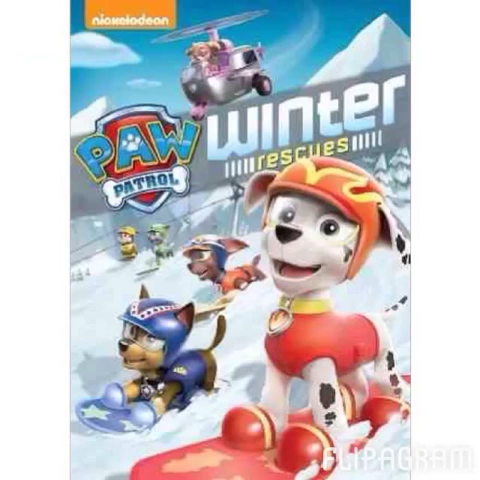 nickelodeon
PAW
PATROL
Winter
rescues
FLIPAGRAM